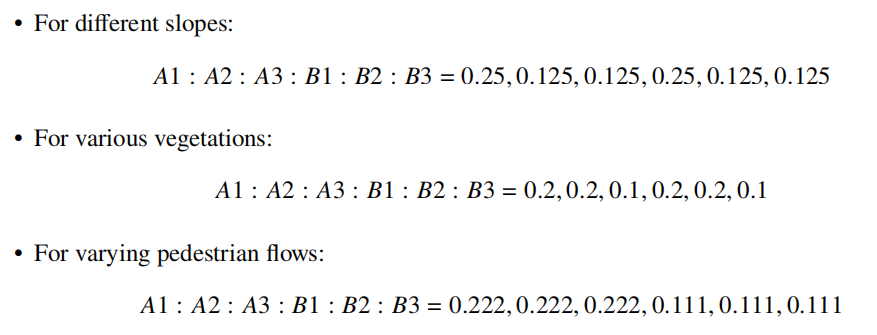 • For different slopes:
A1 : A2 : A3 : B1 : B2 : B3 = 0.25, 0.125, 0.125, 0.25, 0.125, 0.125
• For various vegetations:
A1 : A2 : A3 : B1 : B2 : B3 = 0.2, 0.2, 0.1, 0.2, 0.2, 0.1
• For varying pedestrian flows:
A1 : A2 : A3 : B1 : B2 : B3 = 0.222, 0.222, 0.222, 0.111, 0.111, 0.111